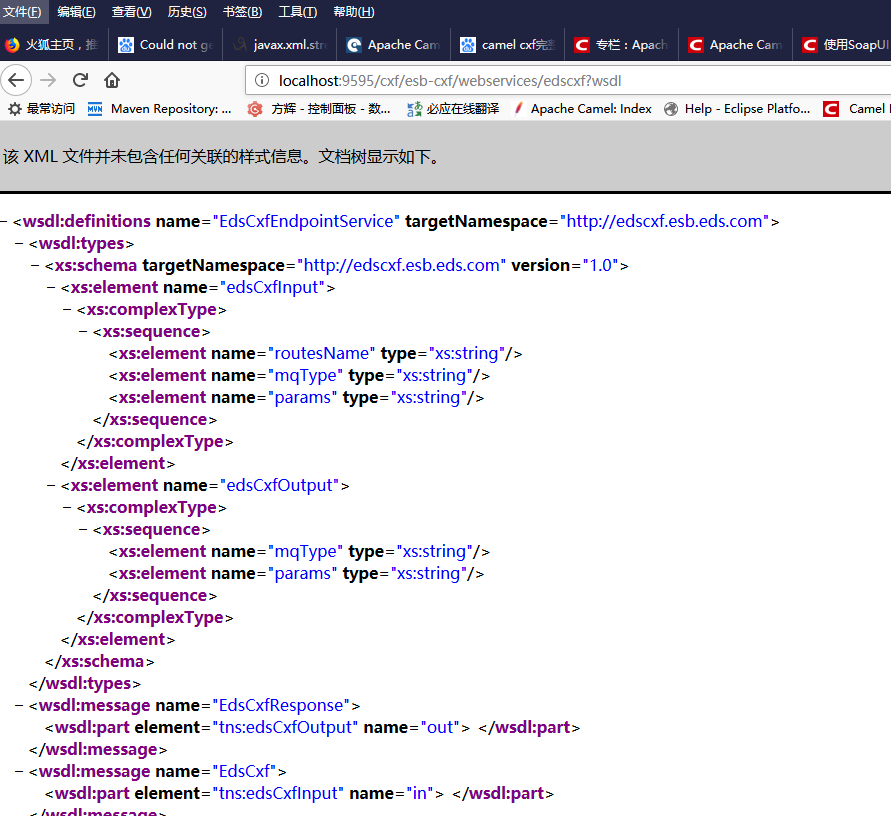 文件(F) 编辑(E) 查看(V) 历史(S) 书签(B) 工具(T) 帮助(H)
火狐主页，推 Could not ge javax.xml.str Apache Cam camel cxf完 专栏：Apach Apache Cam 使用SoapUI
localhost:9595/cxf/esb-cxf/webservices/edscxf?wsdl
最常访问 Maven Repository: ... 方辉 - 控制面板 - 数... 必应在线翻译 Apache Camel: Index Help - Eclipse Platfo... Camel
该 XML 文件并未包含任何关联的样式信息。文档树显示如下。
− <wsdl:definitions name="EdsCxfEndpointService" targetNamespace="http://edscxf.esb.eds.com">
− <wsdl:types>
− <xs:schema targetNamespace="http://edscxf.esb.eds.com" version="1.0">
− <xs:element name="edsCxfInput">
− <xs:complexType>
− <xs:sequence>
<xs:element name="routesName" type="xs:string"/>
<xs:element name="mqType" type="xs:string"/>
<xs:element name="params" type="xs:string"/>
</xs:sequence>
</xs:complexType>
</xs:element>
− <xs:element name="edsCxfOutput">
− <xs:complexType>
− <xs:sequence>
<xs:element name="mqType" type="xs:string"/>
<xs:element name="params" type="xs:string"/>
</xs:sequence>
</xs:complexType>
</xs:element>
</xs:schema>
</wsdl:types>
− <wsdl:message name="EdsCxfResponse">
<wsdl:part element="tns:edsCxfOutput" name="out"> </wsdl:part>
</wsdl:message>
− <wsdl:message name="EdsCxf">
<wsdl:part element="tns:edsCxfInput" name="in"> </wsdl:part>
</wsdl:message>